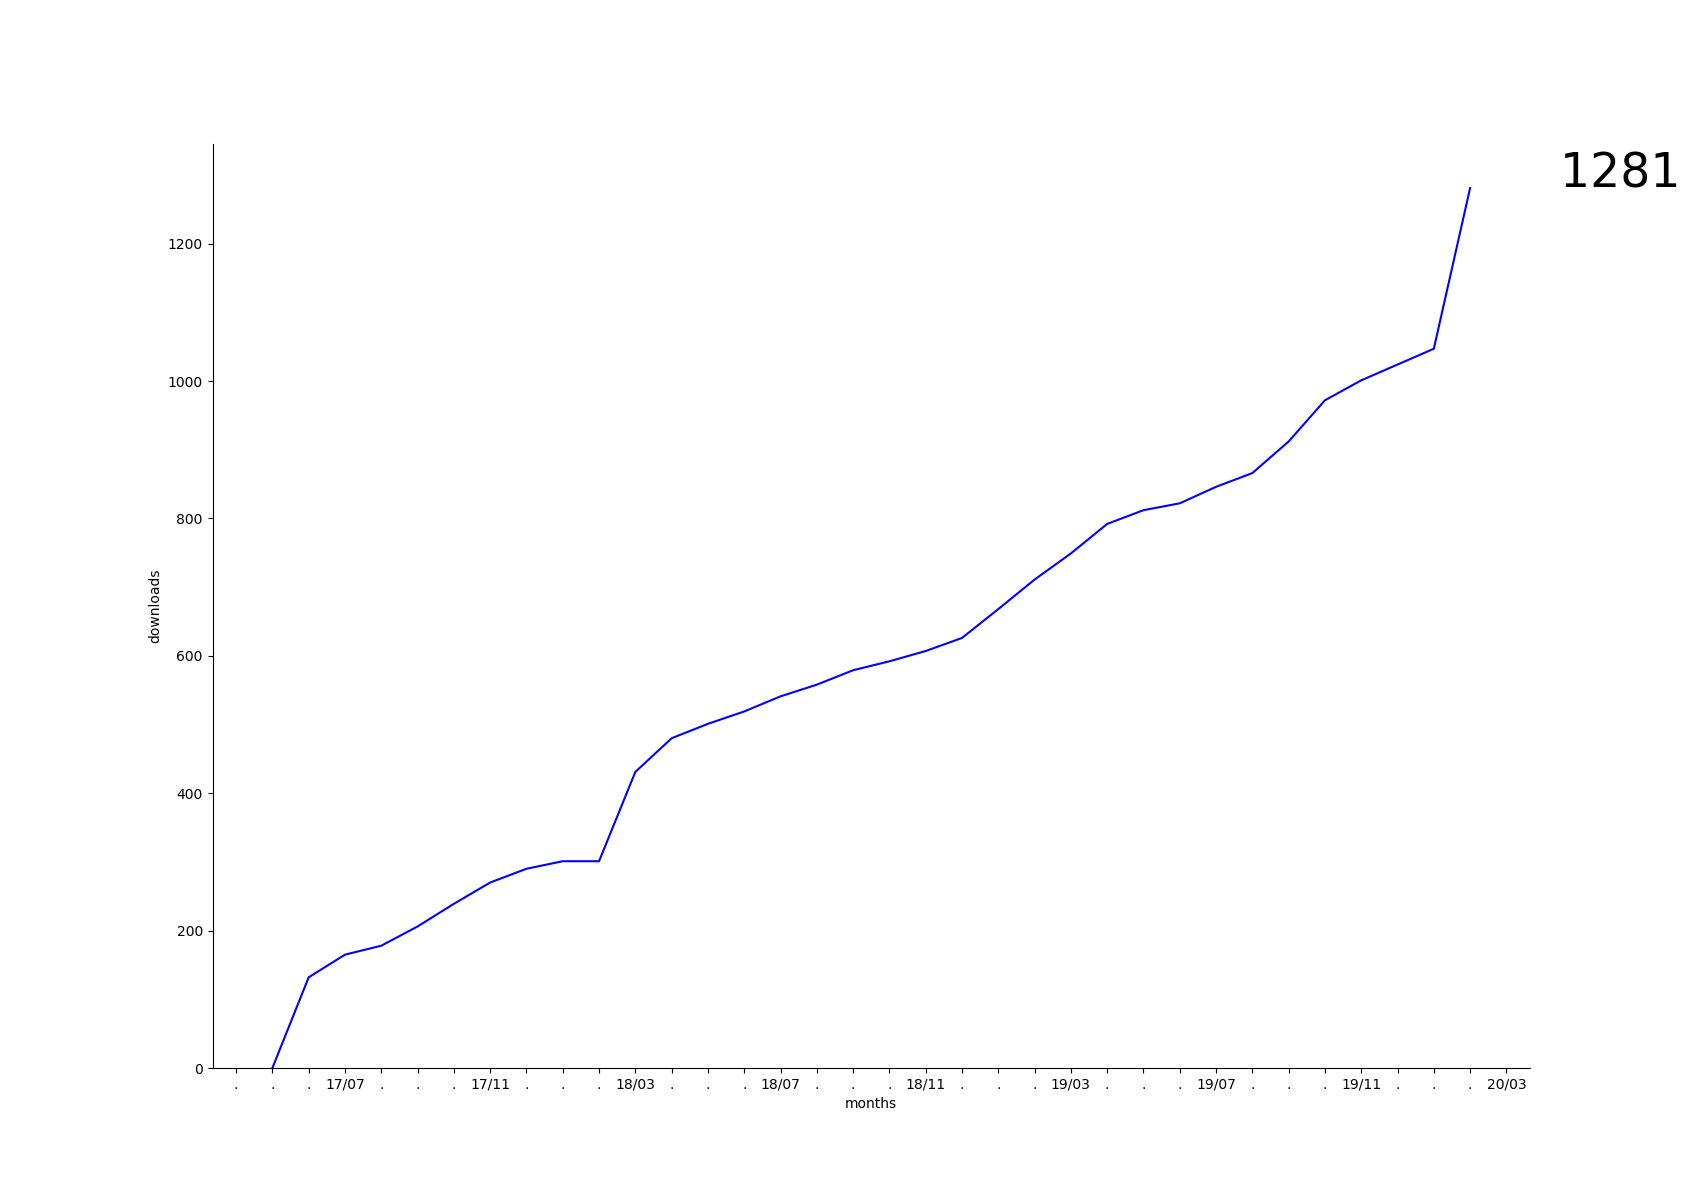 1281
1200
1000
800
600
400
200
0
downloads
. . . 17/07 . . . 17/11 . . . 18/03 . . . 18/07 . . . 18/11 . . . 19/03 . . . 19/07 . . . 19/11 . . . 20/03
months